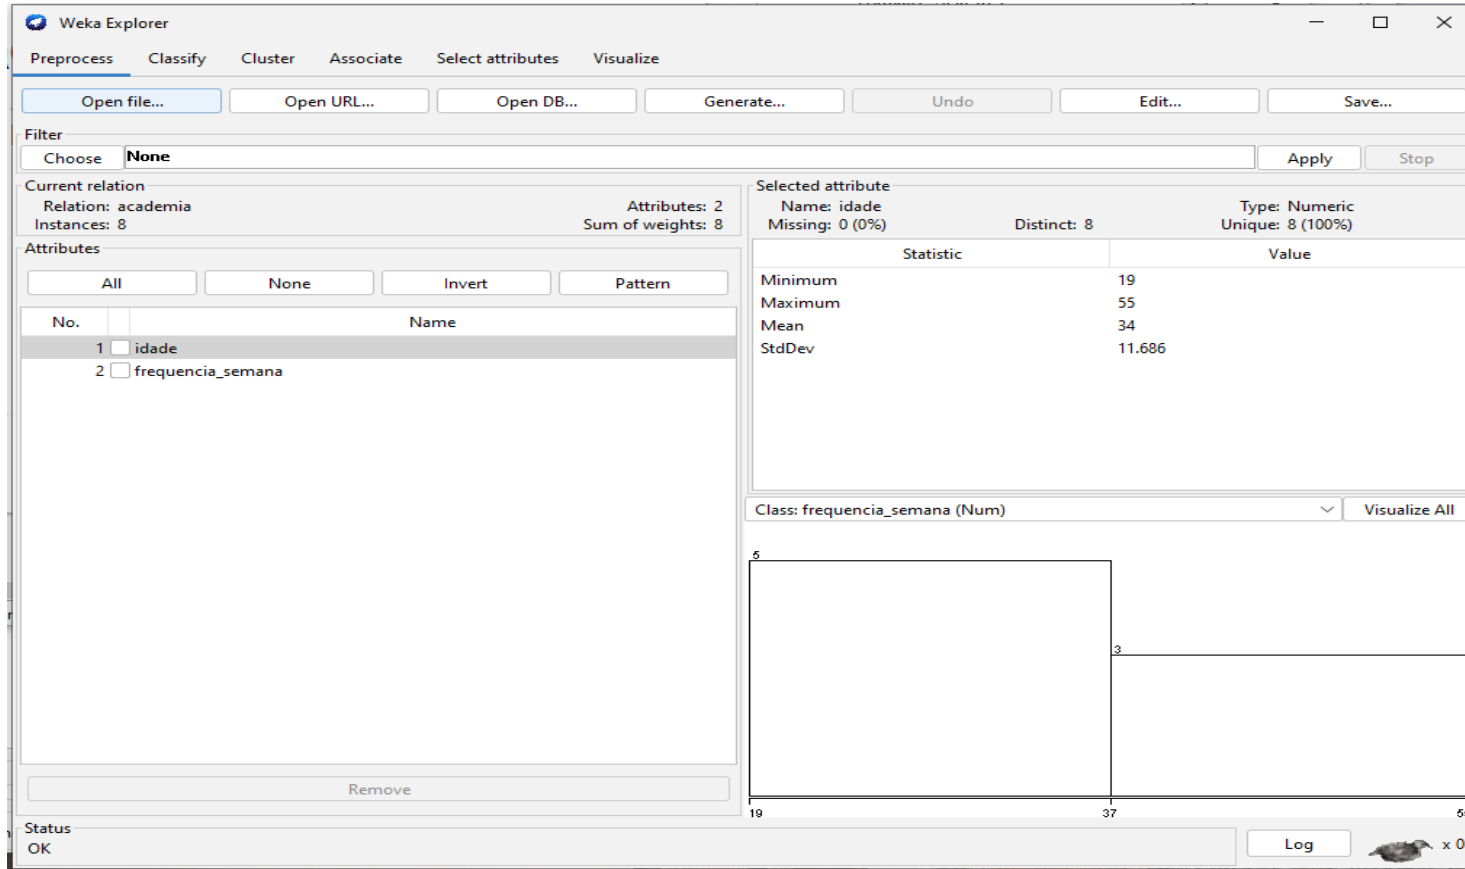 Weka Explorer
Preprocess Classify Cluster Associate Select attributes Visualize
Open file... Open URL... Open DB... Generate... Undo Edit... Save...
Filter
Choose None Apply Stop
Current relation
Relation: academia Attributes: 2
Instances: 8 Sum of weights: 8
Attributes
All None Invert Pattern
No. Name
1 idade
2 frequencia_semana
Remove
Selected attribute
Name: idade Type: Numeric
Missing: 0 (0%) Distinct: 8 Unique: 8 (100%)
Statistic Value
Minimum 19
Maximum 55
Mean 34
StdDev 11.686
Class: frequencia_semana (Num) Visualize All
5
3
19 37
Status
OK
Log x 0